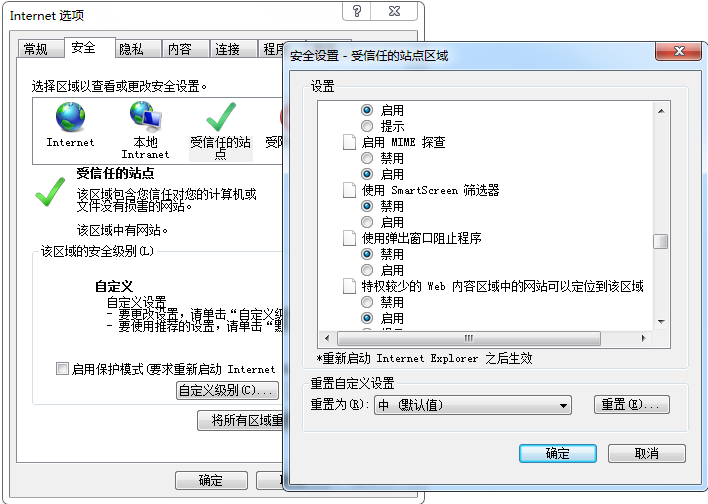 Internet 选项
常规
安全
隐私
内容
连接
选择区域以查看或更改安全设置。
Internet
本地
Intranet
受信任的站
点
受信任的站点
该区域包含您信任对您的计算机或
文件没有损害的网站。
该区域中有网站。
该区域的安全级别(L)
自定义
自定义设置
- 要更改设置，请单击“自定义级
- 要使用推荐的设置，请单击“默
启用保护模式(要求重新启动 Internet
自定义级别(C)...
将所有区域重
确定
安全设置 - 受信任的站点区域
设置
启用
提示
启用 MIME 探查
禁用
启用
使用 SmartScreen 筛选器
禁用
启用
使用弹出窗口阻止程序
禁用
启用
特权较少的 Web 内容区域中的网站可以定位到该区域
禁用
启用
*重新启动 Internet Explorer 之后生效
重置自定义设置
重置为(R):
中 (默认值)
重置(E)...
确定
取消